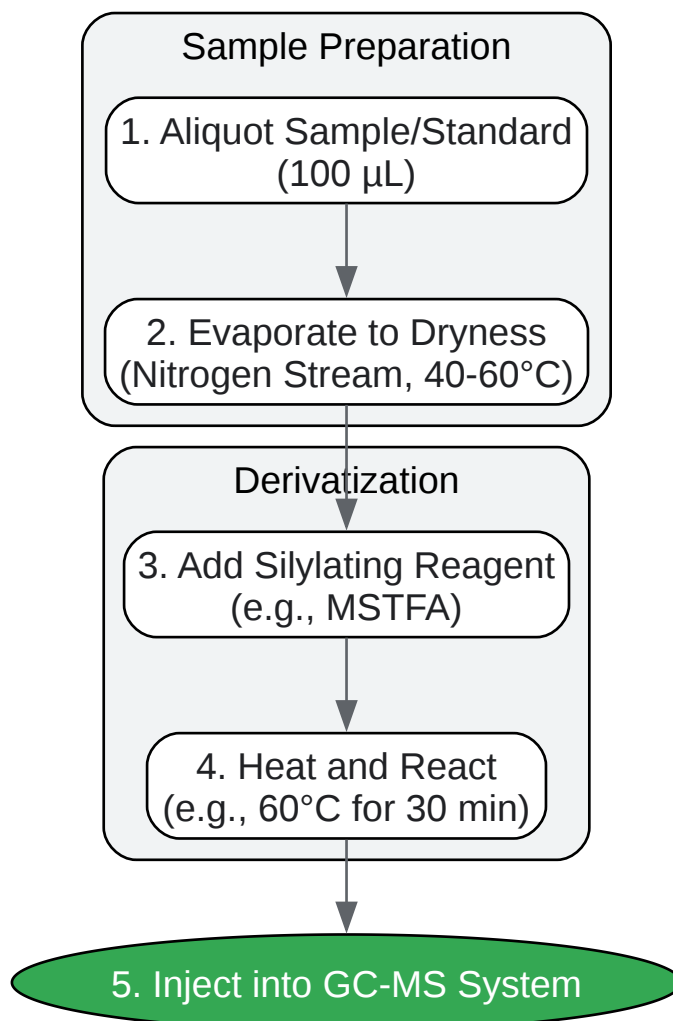 Sample Preparation
1. Aliquot Sample/Standard
(100 µL)
2. Evaporate to Dryness
(Nitrogen Stream, 40-60°C)
Derivatization
3. Add Silylating Reagent
(e.g., MSTFA)
4. Heat and React
(e.g., 60°C for 30 min)
5. Inject into GC-MS System